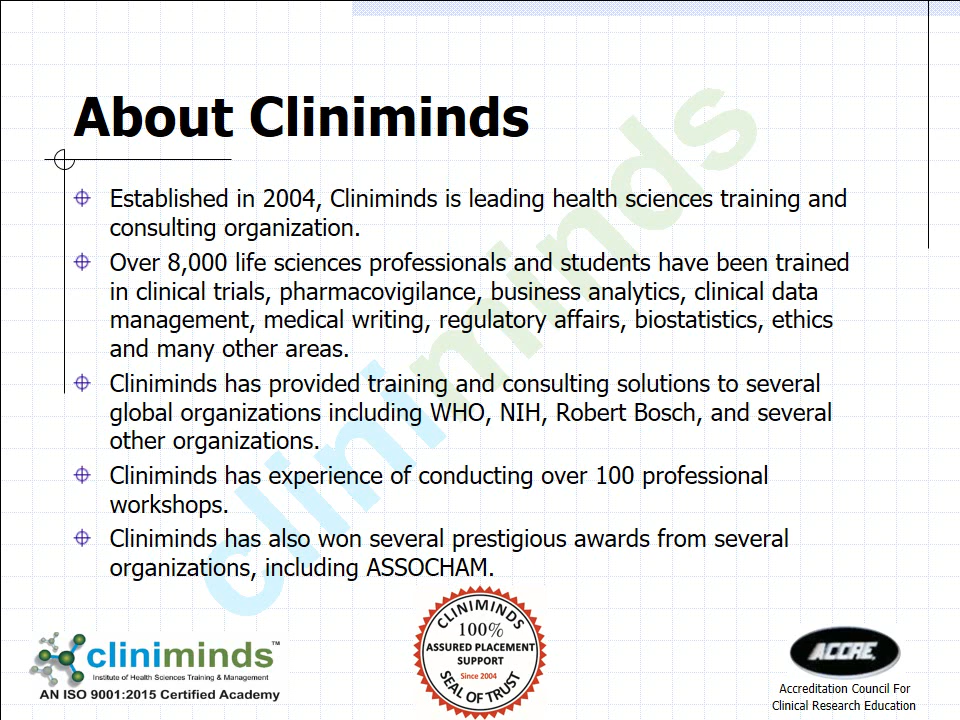 About Cliniminds
Established in 2004, Cliniminds is leading health sciences training and
consulting organization.
Over 8,000 life sciences professionals and students have been trained
in clinical trials, pharmacovigilance, business analytics, clinical data
management, medical writing, regulatory affairs, biostatistics, ethics
and many other areas.
Cliniminds has provided training and consulting solutions to several
global organizations including WHO, NIH, Robert Bosch, and several
other organizations.
Cliniminds has experience of conducting over 100 professional
workshops.
Cliniminds has also won several prestigious awards from several
organizations, including ASSOCHAM.
cliniminds
cliniminds™
Institute of Health Sciences Training & Management
AN ISO 9001:2015 Certified Academy
CLINIMINDS
100%
ASSURED PLACEMENT
SUPPORT
Since 2004
SEAL OF TRUST
ACCRE
Accreditation Council For
Clinical Research Education